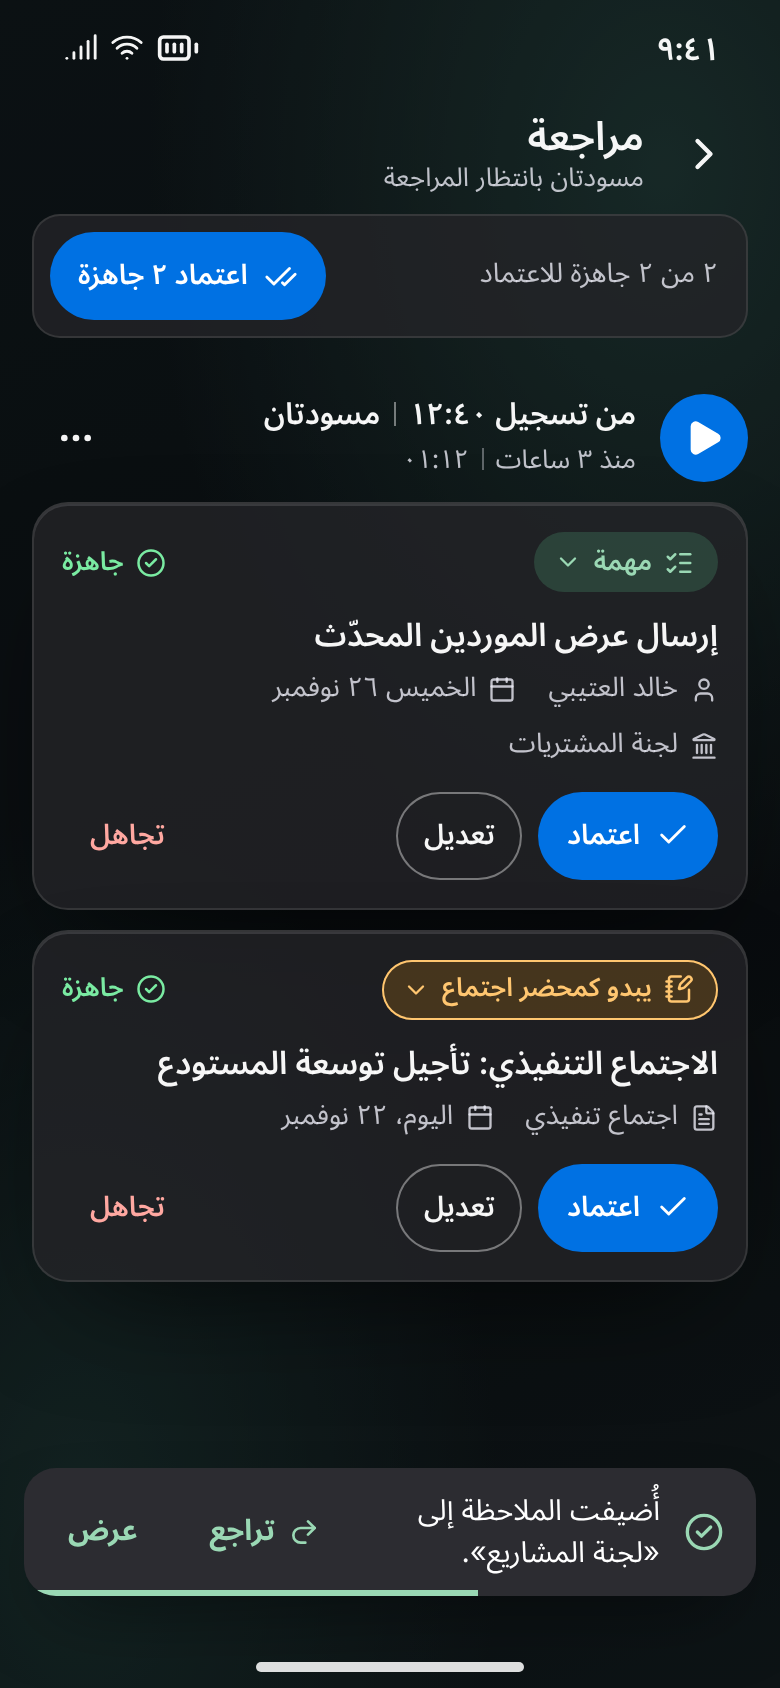 ٩:٤١
مراجعة
مسودتان بانتظار المراجعة
٢ من ٢ جاهزة للاعتماد
اعتماد ٢ جاهزة
من تسجيل ١٢:٤٠ | مسودتان
منذ ٣ ساعات | ٠١:١٢
مهمة
جاهزة
إرسال عرض الموردين المحدّث
خالد العتيبي
الخميس ٢٦ نوفمبر
لجنة المشتريات
اعتماد
تعديل
تجاهل
يبدو كمحضر اجتماع
جاهزة
الاجتماع التنفيذي: تأجيل توسعة المستودع
اجتماع تنفيذي
اليوم، ٢٢ نوفمبر
اعتماد
تعديل
تجاهل
أُضيفت الملاحظة إلى
«لجنة المشاريع».
تراجع
عرض